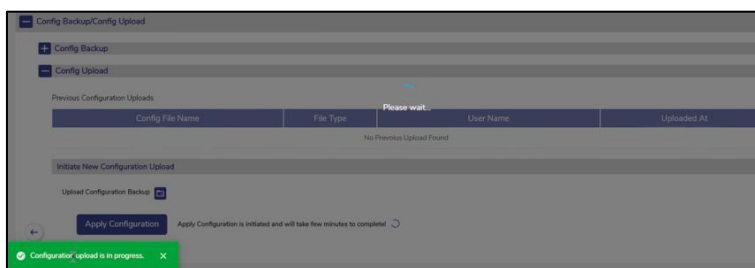 Config Backup/Config Upload
Config Backup
Config Upload
Previous Configuration Uploads
Please wait...
Config File Name File Type User Name Uploaded At
No Previous Upload Found
Initiate New Configuration Upload
Upload Configuration Backup
Apply Configuration Apply Configuration is initiated and will take few minutes to complete!
Configuration upload is in progress.